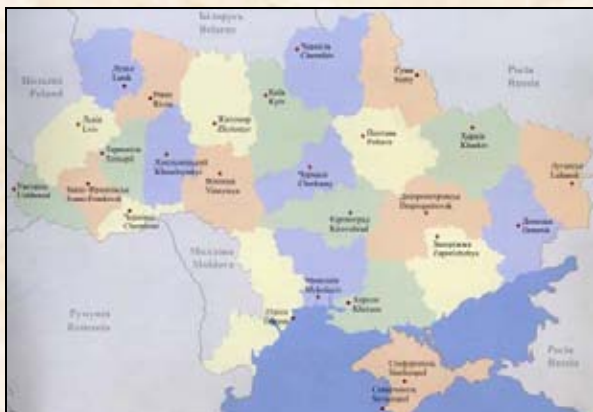 Білорусь
Belarus
Чернігів
Chernihiv
Суми
Sumy
Росія
Russia
Польща
Poland
Луцьк
Lutsk
Рівне
Rivne
Київ
Kyiv
Житомир
Zhytomyr
Львів
Lviv
Полтава
Poltava
Харків
Kharkiv
Тернопіль
Ternopil
Хмельницький
Khmelnytskyi
Вінниця
Vinnytsya
Черкаси
Cherkasy
Луганськ
Luhansk
Ужгород
Uzhhorod
Івано-Франківськ
Ivano-Frankivsk
Чернівці
Chernivtsi
Кіровоград
Kirovohrad
Дніпропетровськ
Dnipropetrovsk
Донецьк
Donetsk
Запоріжжя
Zaporizhzhya
Молдова
Moldova
Миколаїв
Mykolayiv
Херсон
Kherson
Одеса
Odesa
Румунія
Romania
Сімферополь
Simferopol
Севастополь
Sevastopol
Росія
Russia